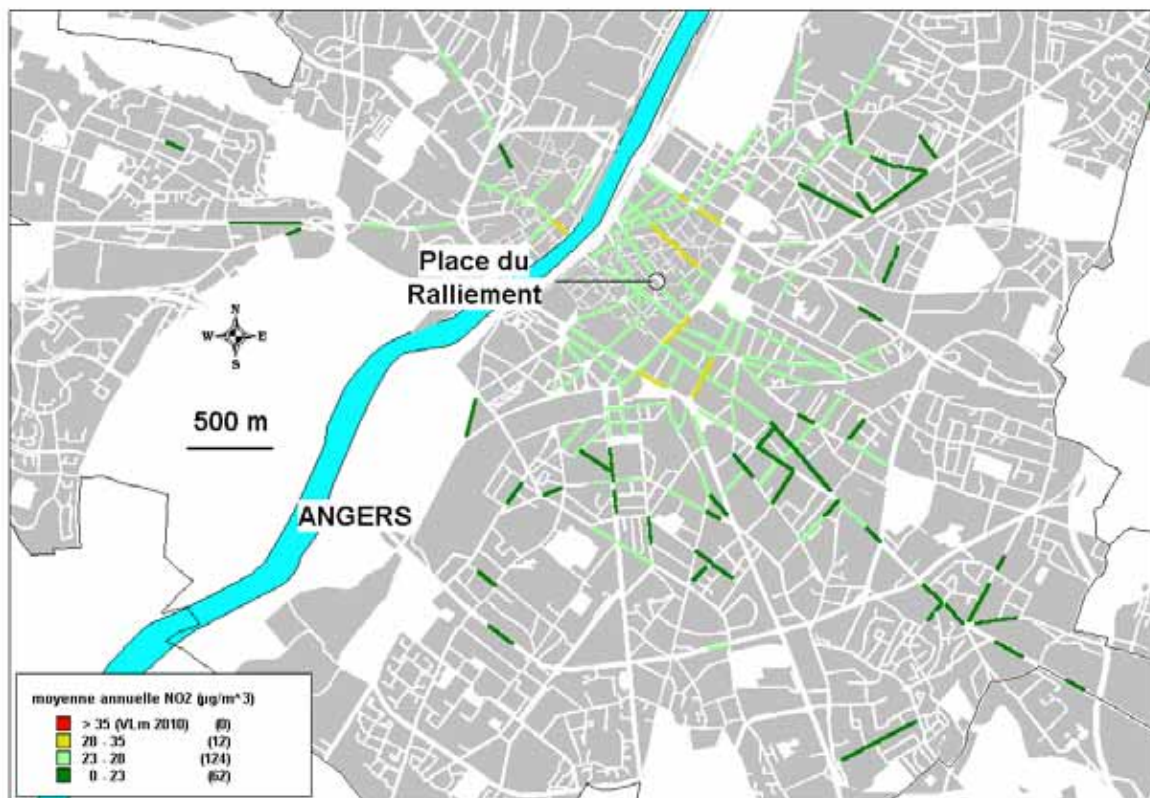 Place du
Ralliement
N
W E
S
500 m
ANGERS
moyenne annuelle NO2 (µg/m^3)
> 35 (VLm 2010) (0)
28 - 35 (12)
23 - 28 (124)
0 - 23 (62)